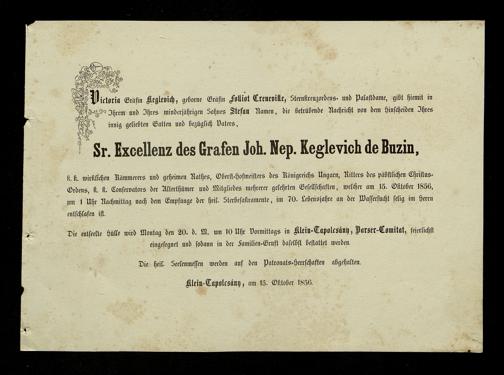 Victoria Gräfin Keglevich, geborne Gräfin Folliot Creneville, Sternkreuzordens- und Palastdame, gibt hiemit in
Ihrem und Ihres minderjährigen Sohnes Stefan Namen, die betrübende Nachricht von dem Hinscheiden Ihres
innig geliebten Gatten und bezüglich Vaters,
Sr. Excellenz des Grafen Joh. Nep. Keglevich de Buzin,
k. k. wirklichen Kämmerers und geheimen Rathes, Oberst-Hofmeisters des Königreichs Ungarn, Ritters des päbstlichen Christus-
Ordens, k. k. Conservators der Alterthümer und Mitgliedes mehrerer gelehrten Gesellschaften, welcher am 15. Oktober 1856,
um 1 Uhr Nachmittag nach dem Empfange der heil. Sterbesakramente, im 70. Lebensjahre an der Wassersucht selig im Herrn
entschlafen ist.
Die entseelte Hülle wird Montag den 20. d. M. um 10 Uhr Vormittags in Klein-Tapolcsány, Barser-Comitat, feierlichst
eingesegnet und sodann in der Familien-Gruft daselbst bestattet werden
Die heil. Seelenmessen werden auf den Patronats-Herrschaften abgehalten.
Klein-Tapolcsány, am 15. Oktober 1856.